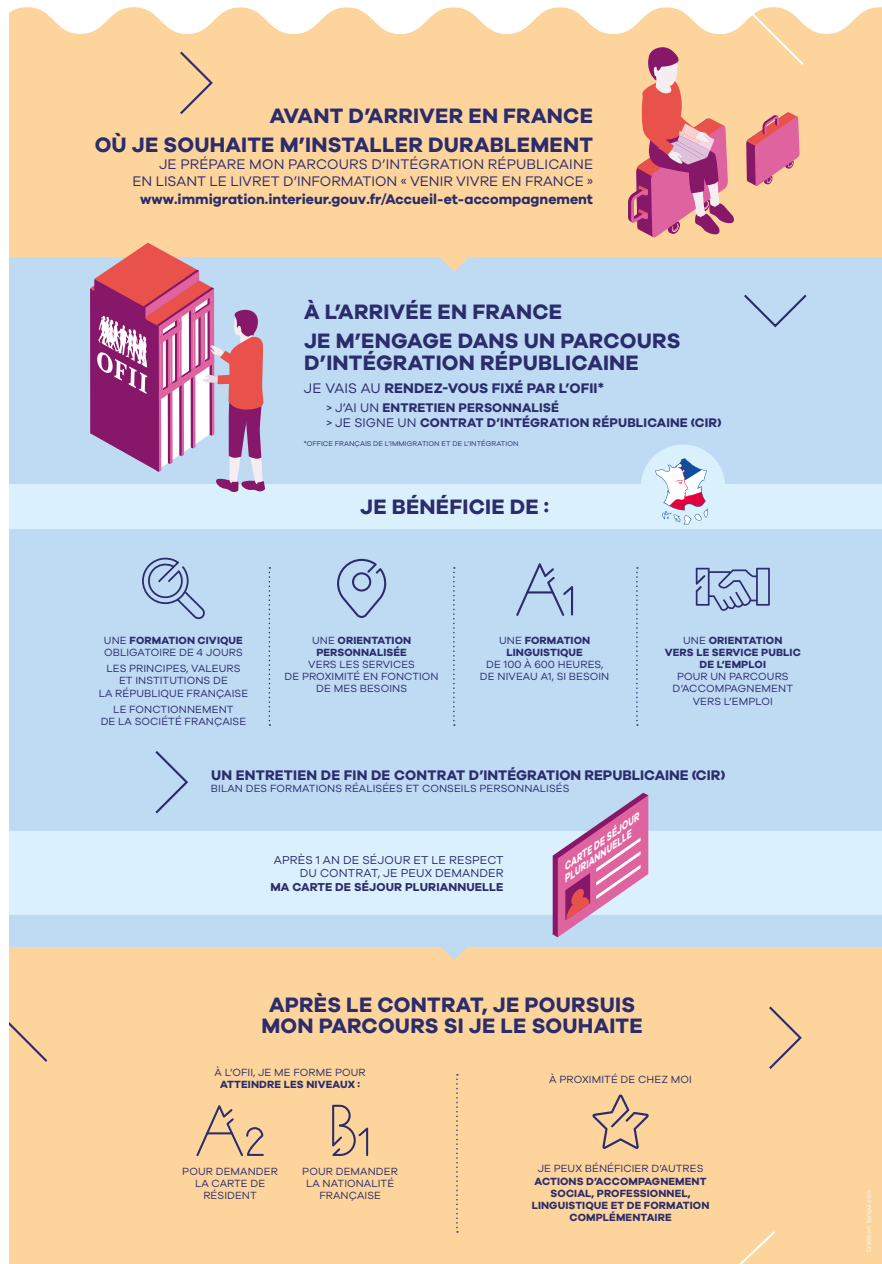 AVANT D'ARRIVER EN FRANCE
OÙ JE SOUHAITE M'INSTALLER DURABLEMENT
JE PRÉPARE MON PARCOURS D'INTÉGRATION RÉPUBLICAINE
EN LISANT LE LIVRET D'INFORMATION « VENIR VIVRE EN FRANCE »
www.immigration.interieur.gouv.fr/Accueil-et-accompagnement
OFII
À L'ARRIVÉE EN FRANCE
JE M'ENGAGE DANS UN PARCOURS
D'INTÉGRATION RÉPUBLICAINE
JE VAIS AU RENDEZ-VOUS FIXÉ PAR L'OFII*
> J'AI UN ENTRETIEN PERSONNALISÉ
> JE SIGNE UN CONTRAT D'INTÉGRATION RÉPUBLICAINE (CIR)
*OFFICE FRANÇAIS DE L'IMMIGRATION ET DE L'INTÉGRATION
JE BÉNÉFICIE DE :
UNE FORMATION CIVIQUE
OBLIGATOIRE DE 4 JOURS
LES PRINCIPES, VALEURS
ET INSTITUTIONS DE
LA RÉPUBLIQUE FRANÇAISE
LE FONCTIONNEMENT
DE LA SOCIÉTÉ FRANÇAISE
UNE ORIENTATION
PERSONNALISÉE
VERS LES SERVICES
DE PROXIMITÉ EN FONCTION
DE MES BESOINS
A1
UNE FORMATION
LINGUISTIQUE
DE 100 À 600 HEURES,
DE NIVEAU A1, SI BESOIN
UNE ORIENTATION
VERS LE SERVICE PUBLIC
DE L'EMPLOI
POUR UN PARCOURS
D'ACCOMPAGNEMENT
VERS L'EMPLOI
UN ENTRETIEN DE FIN DE CONTRAT D'INTÉGRATION REPUBLICAINE (CIR)
BILAN DES FORMATIONS RÉALISÉES ET CONSEILS PERSONNALISÉS
APRÈS 1 AN DE SÉJOUR ET LE RESPECT
DU CONTRAT, JE PEUX DEMANDER
MA CARTE DE SÉJOUR PLURIANNUELLE
CARTE DE SÉJOUR
PLURIANNUELLE
APRÈS LE CONTRAT, JE POURSUIS
MON PARCOURS SI JE LE SOUHAITE
À L'OFII, JE ME FORME POUR
ATTEINDRE LES NIVEAUX :
A2
POUR DEMANDER
LA CARTE DE
RÉSIDENT
B1
POUR DEMANDER
LA NATIONALITÉ
FRANÇAISE
À PROXIMITÉ DE CHEZ MOI
JE PEUX BÉNÉFICIER D'AUTRES
ACTIONS D'ACCOMPAGNEMENT
SOCIAL, PROFESSIONNEL,
LINGUISTIQUE ET DE FORMATION
COMPLÉMENTAIRE